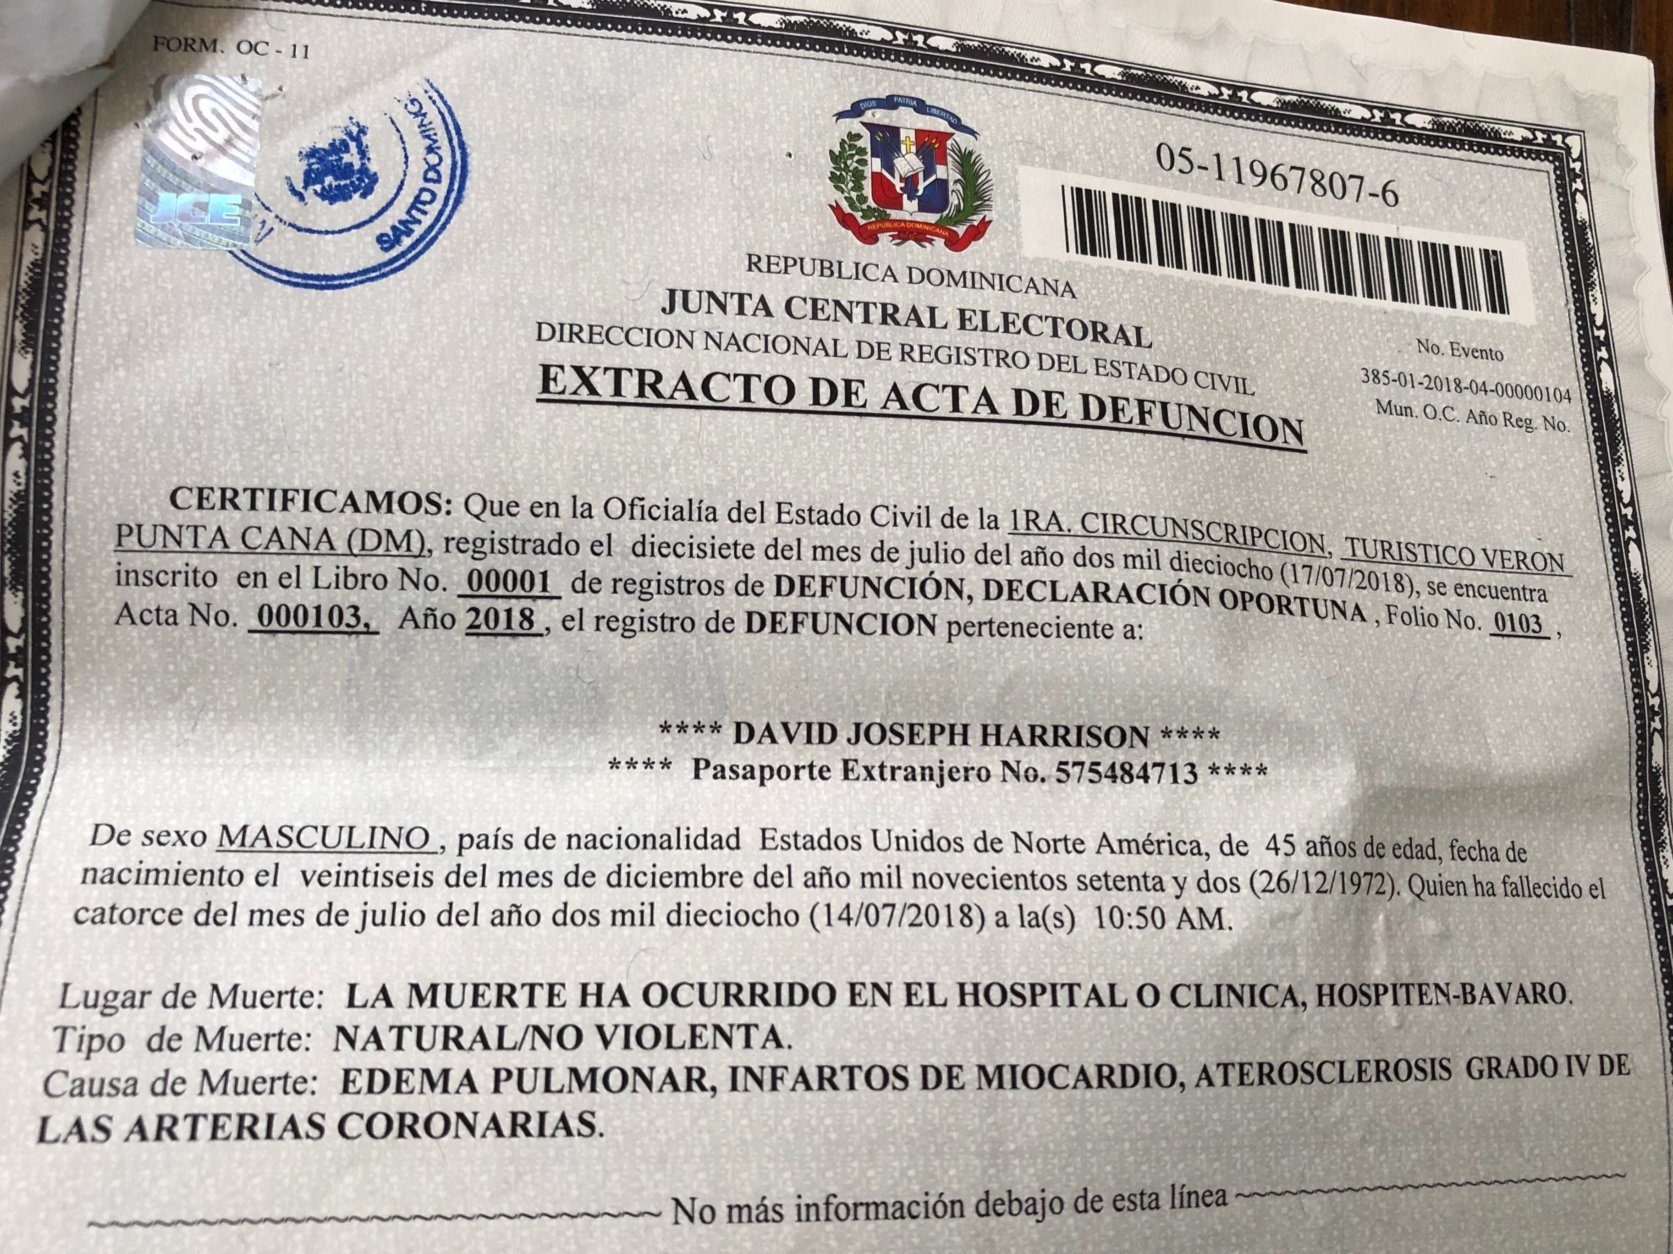 FORM. OC - 11
JCE
SANTO DOMING
DIOS PATRIA LIBERTAD
REPUBLICA DOMINICANA
05-11967807-6
REPUBLICA DOMINICANA
JUNTA CENTRAL ELECTORAL
DIRECCION NACIONAL DE REGISTRO DEL ESTADO CIVIL
EXTRACTO DE ACTA DE DEFUNCION
No. Evento
385-01-2018-04-00000104
Mun. O.C. Año Reg. No.
CERTIFICAMOS: Que en la Oficialía del Estado Civil de la 1RA. CIRCUNSCRIPCION, TURISTICO VERON
PUNTA CANA (DM), registrado el diecisiete del mes de julio del año dos mil dieciocho (17/07/2018), se encuentra
inscrito en el Libro No. 00001 de registros de DEFUNCIÓN, DECLARACIÓN OPORTUNA , Folio No. 0103 ,
Acta No. 000103, Año 2018 , el registro de DEFUNCION perteneciente a:
**** DAVID JOSEPH HARRISON ****
**** Pasaporte Extranjero No. 575484713 ****
De sexo MASCULINO , país de nacionalidad Estados Unidos de Norte América, de 45 años de edad, fecha de
nacimiento el veintiseis del mes de diciembre del año mil novecientos setenta y dos (26/12/1972). Quien ha fallecido el
catorce del mes de julio del año dos mil dieciocho (14/07/2018) a la(s) 10:50 AM.
Lugar de Muerte: LA MUERTE HA OCURRIDO EN EL HOSPITAL O CLINICA, HOSPITEN-BAVARO.
Tipo de Muerte: NATURAL/NO VIOLENTA.
Causa de Muerte: EDEMA PULMONAR, INFARTOS DE MIOCARDIO, ATEROSCLEROSIS GRADO IV DE
LAS ARTERIAS CORONARIAS.
No más información debajo de esta línea